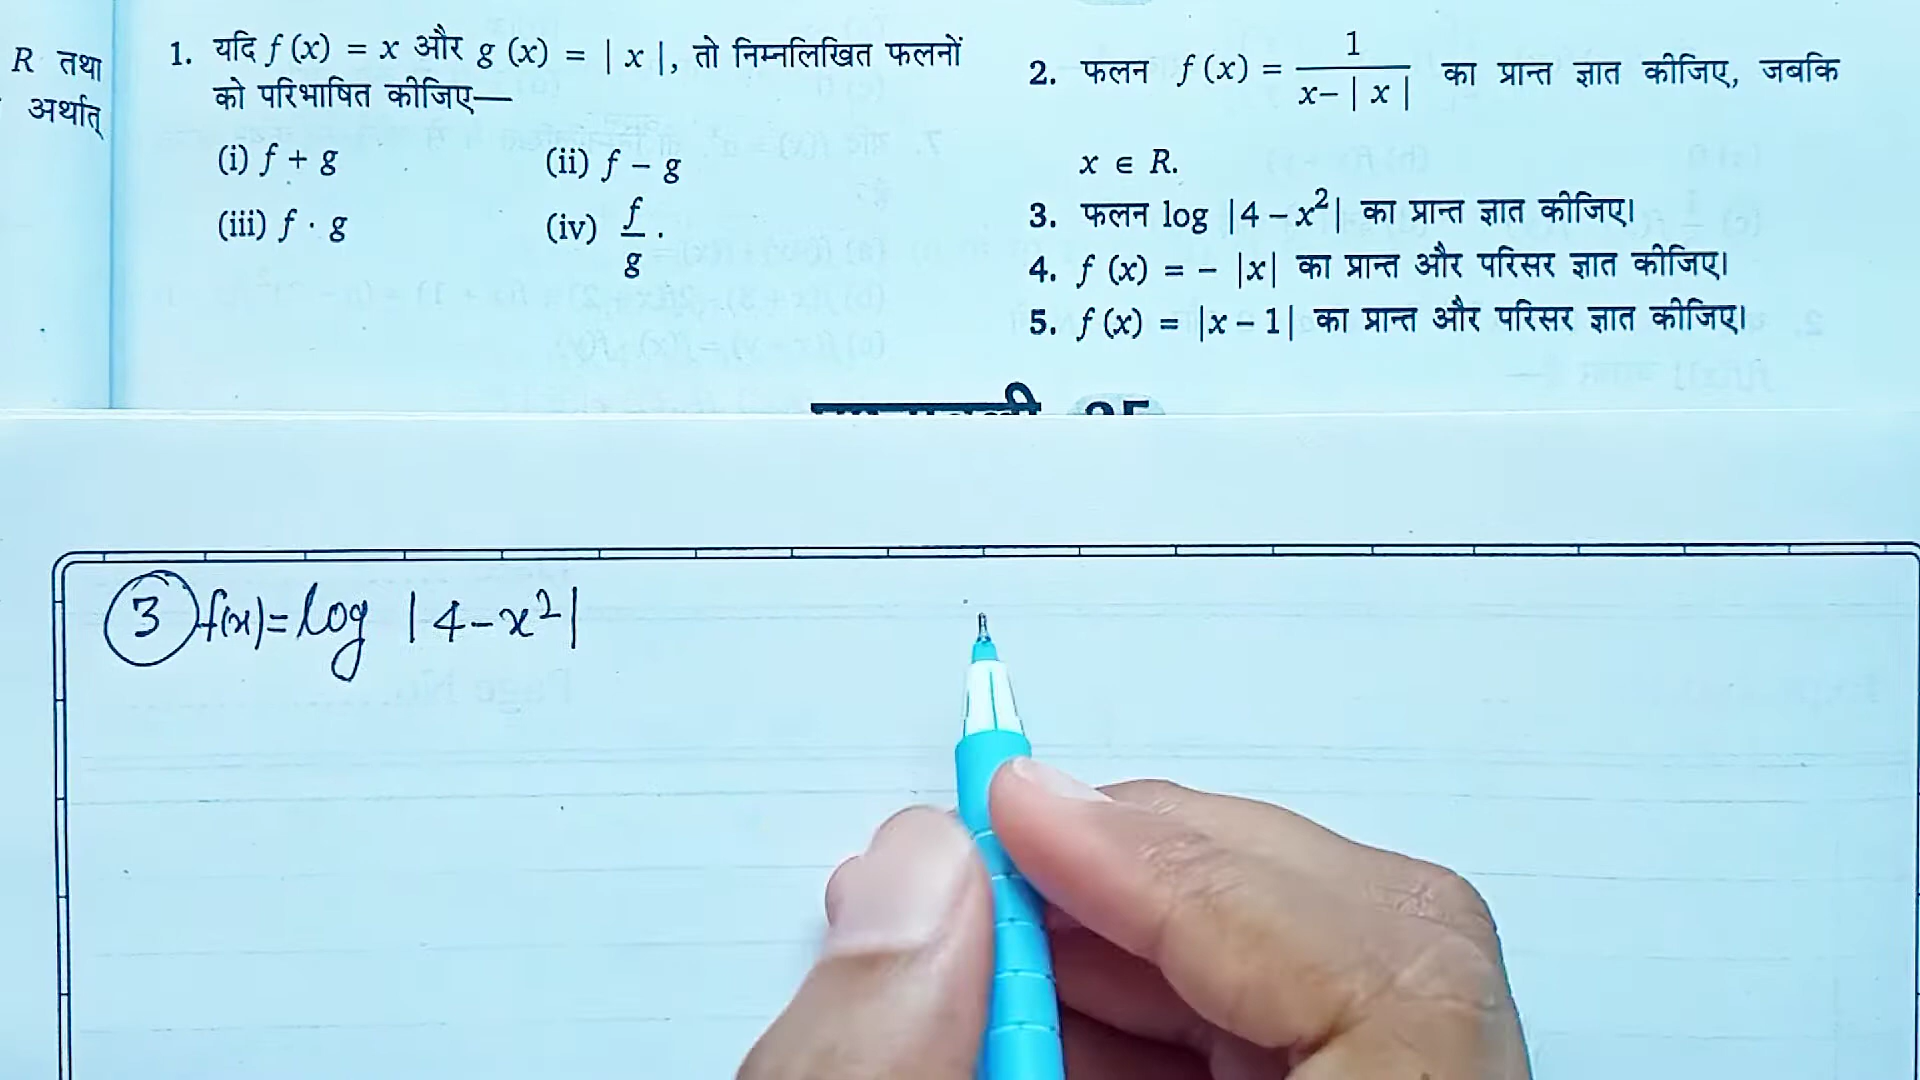 R तथा
अर्थात्
1. यदि f (x) = x और g (x) = | x |, तो निम्नलिखित फलनों
को परिभाषित कीजिए—
(i) f + g (ii) f − g
(iii) f · g (iv) f/g .
2. फलन f (x) = 1/(x− | x |) का प्रान्त ज्ञात कीजिए, जबकि
x ∈ R.
3. फलन log |4 − x²| का प्रान्त ज्ञात कीजिए।
4. f (x) = − |x| का प्रान्त और परिसर ज्ञात कीजिए।
5. f (x) = |x − 1| का प्रान्त और परिसर ज्ञात कीजिए।
3 f(x)= log |4−x²|